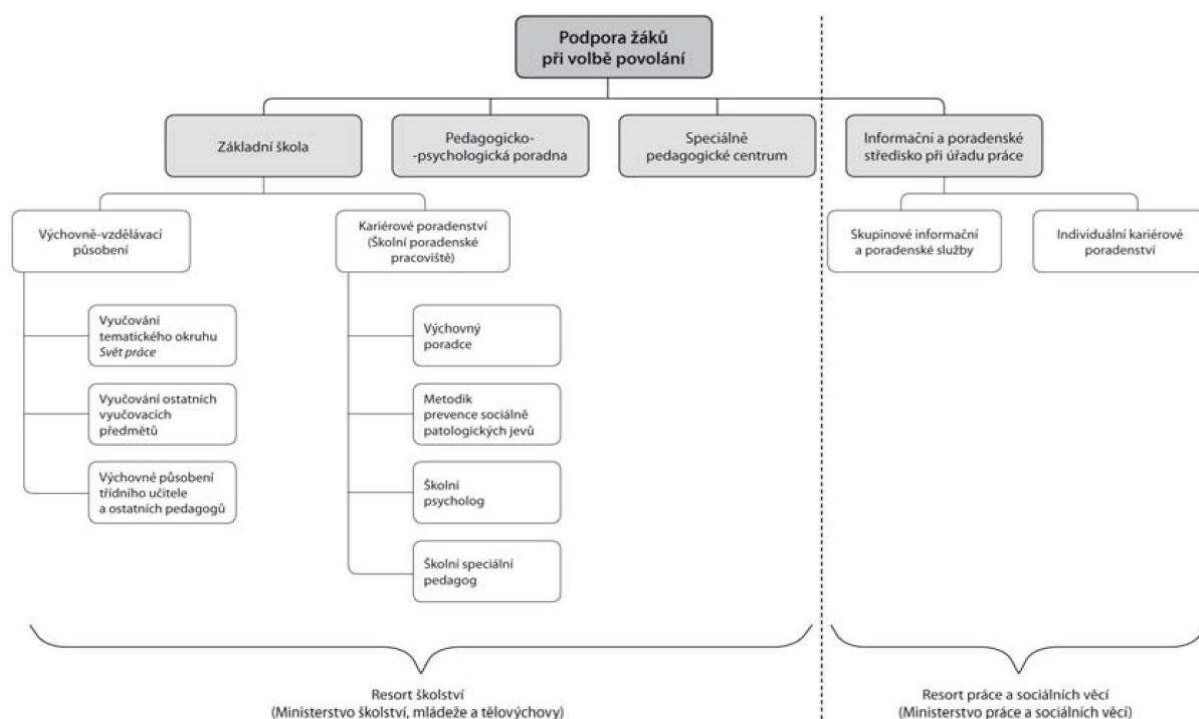 Podpora žáků
při volbě povolání
Základní škola
Pedagogicko-
-psychologická poradna
Speciálně
pedagogické centrum
Informační a poradenské
středisko při úřadu práce
Výchovně-vzdělávací
působení
Kariérové poradenství
(Školní poradenské
pracoviště)
Skupinové informační
a poradenské služby
Individuální kariérové
poradenství
Vyučování
tematického okruhu
Svět práce
Vyučování ostatních
vyučovacích
předmětů
Výchovné působení
třídního učitele
a ostatních pedagogů
Výchovný
poradce
Metodik
prevence sociálně
patologických jevů
Školní
psycholog
Školní speciální
pedagog
Resort školství
(Ministerstvo školství, mládeže a tělovýchovy)
Resort práce a sociálních věcí
(Ministerstvo práce a sociálních věcí)